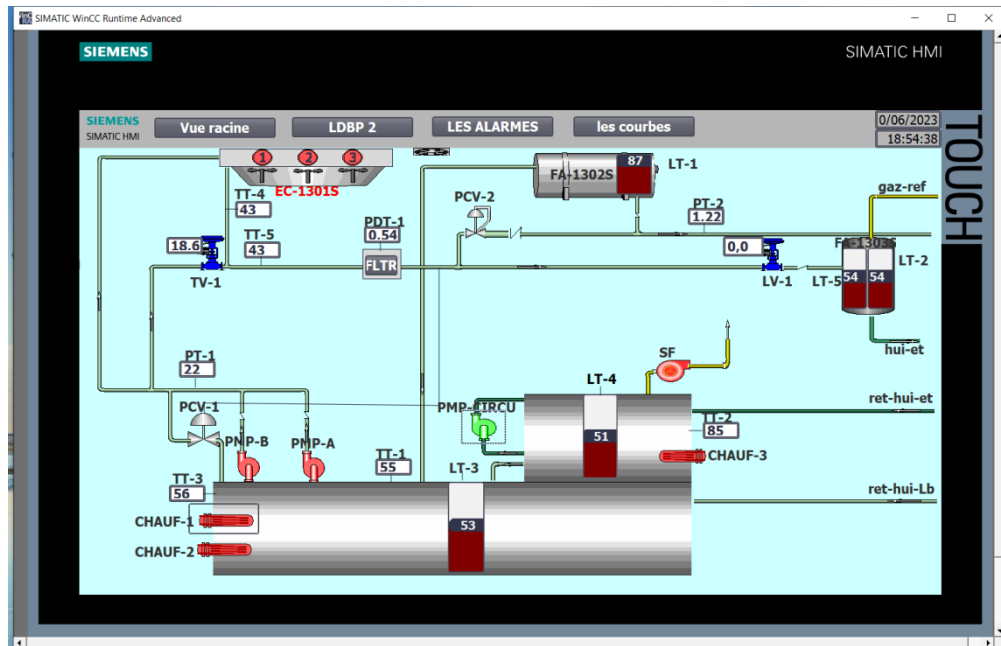 SIMATIC WinCC Runtime Advanced
SIEMENS
SIMATIC HMI
SIEMENS
SIMATIC HMI
Vue racine
LDBP 2
LES ALARMES
les courbes
0/06/2023
18:54:38
TOUCH
1 2 3
EC-1301S
FA-1302S
87
LT-1
TT-4
43
PCV-2
PT-2
1.22
gaz-ref
18.6
TT-5
43
PDT-1
0.54
FLTR
0,0
FA-1303S
LT-2
TV-1
LV-1
LT-5
54
54
hui-et
PT-1
22
SF
LT-4
PCV-1
PMP-CIRCU
ret-hui-et
TT-2
85
PMP-B
PMP-A
51
CHAUF-3
TT-1
55
LT-3
TT-3
56
ret-hui-Lb
CHAUF-1
53
CHAUF-2